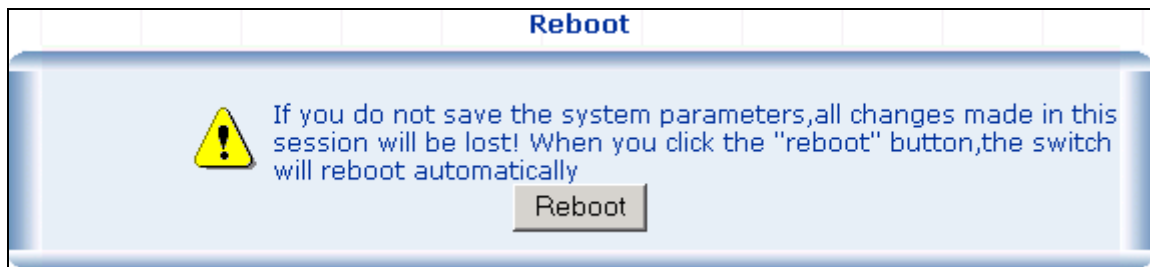 Reboot
If you do not save the system parameters,all changes made in this
session will be lost! When you click the "reboot" button,the switch
will reboot automatically
Reboot